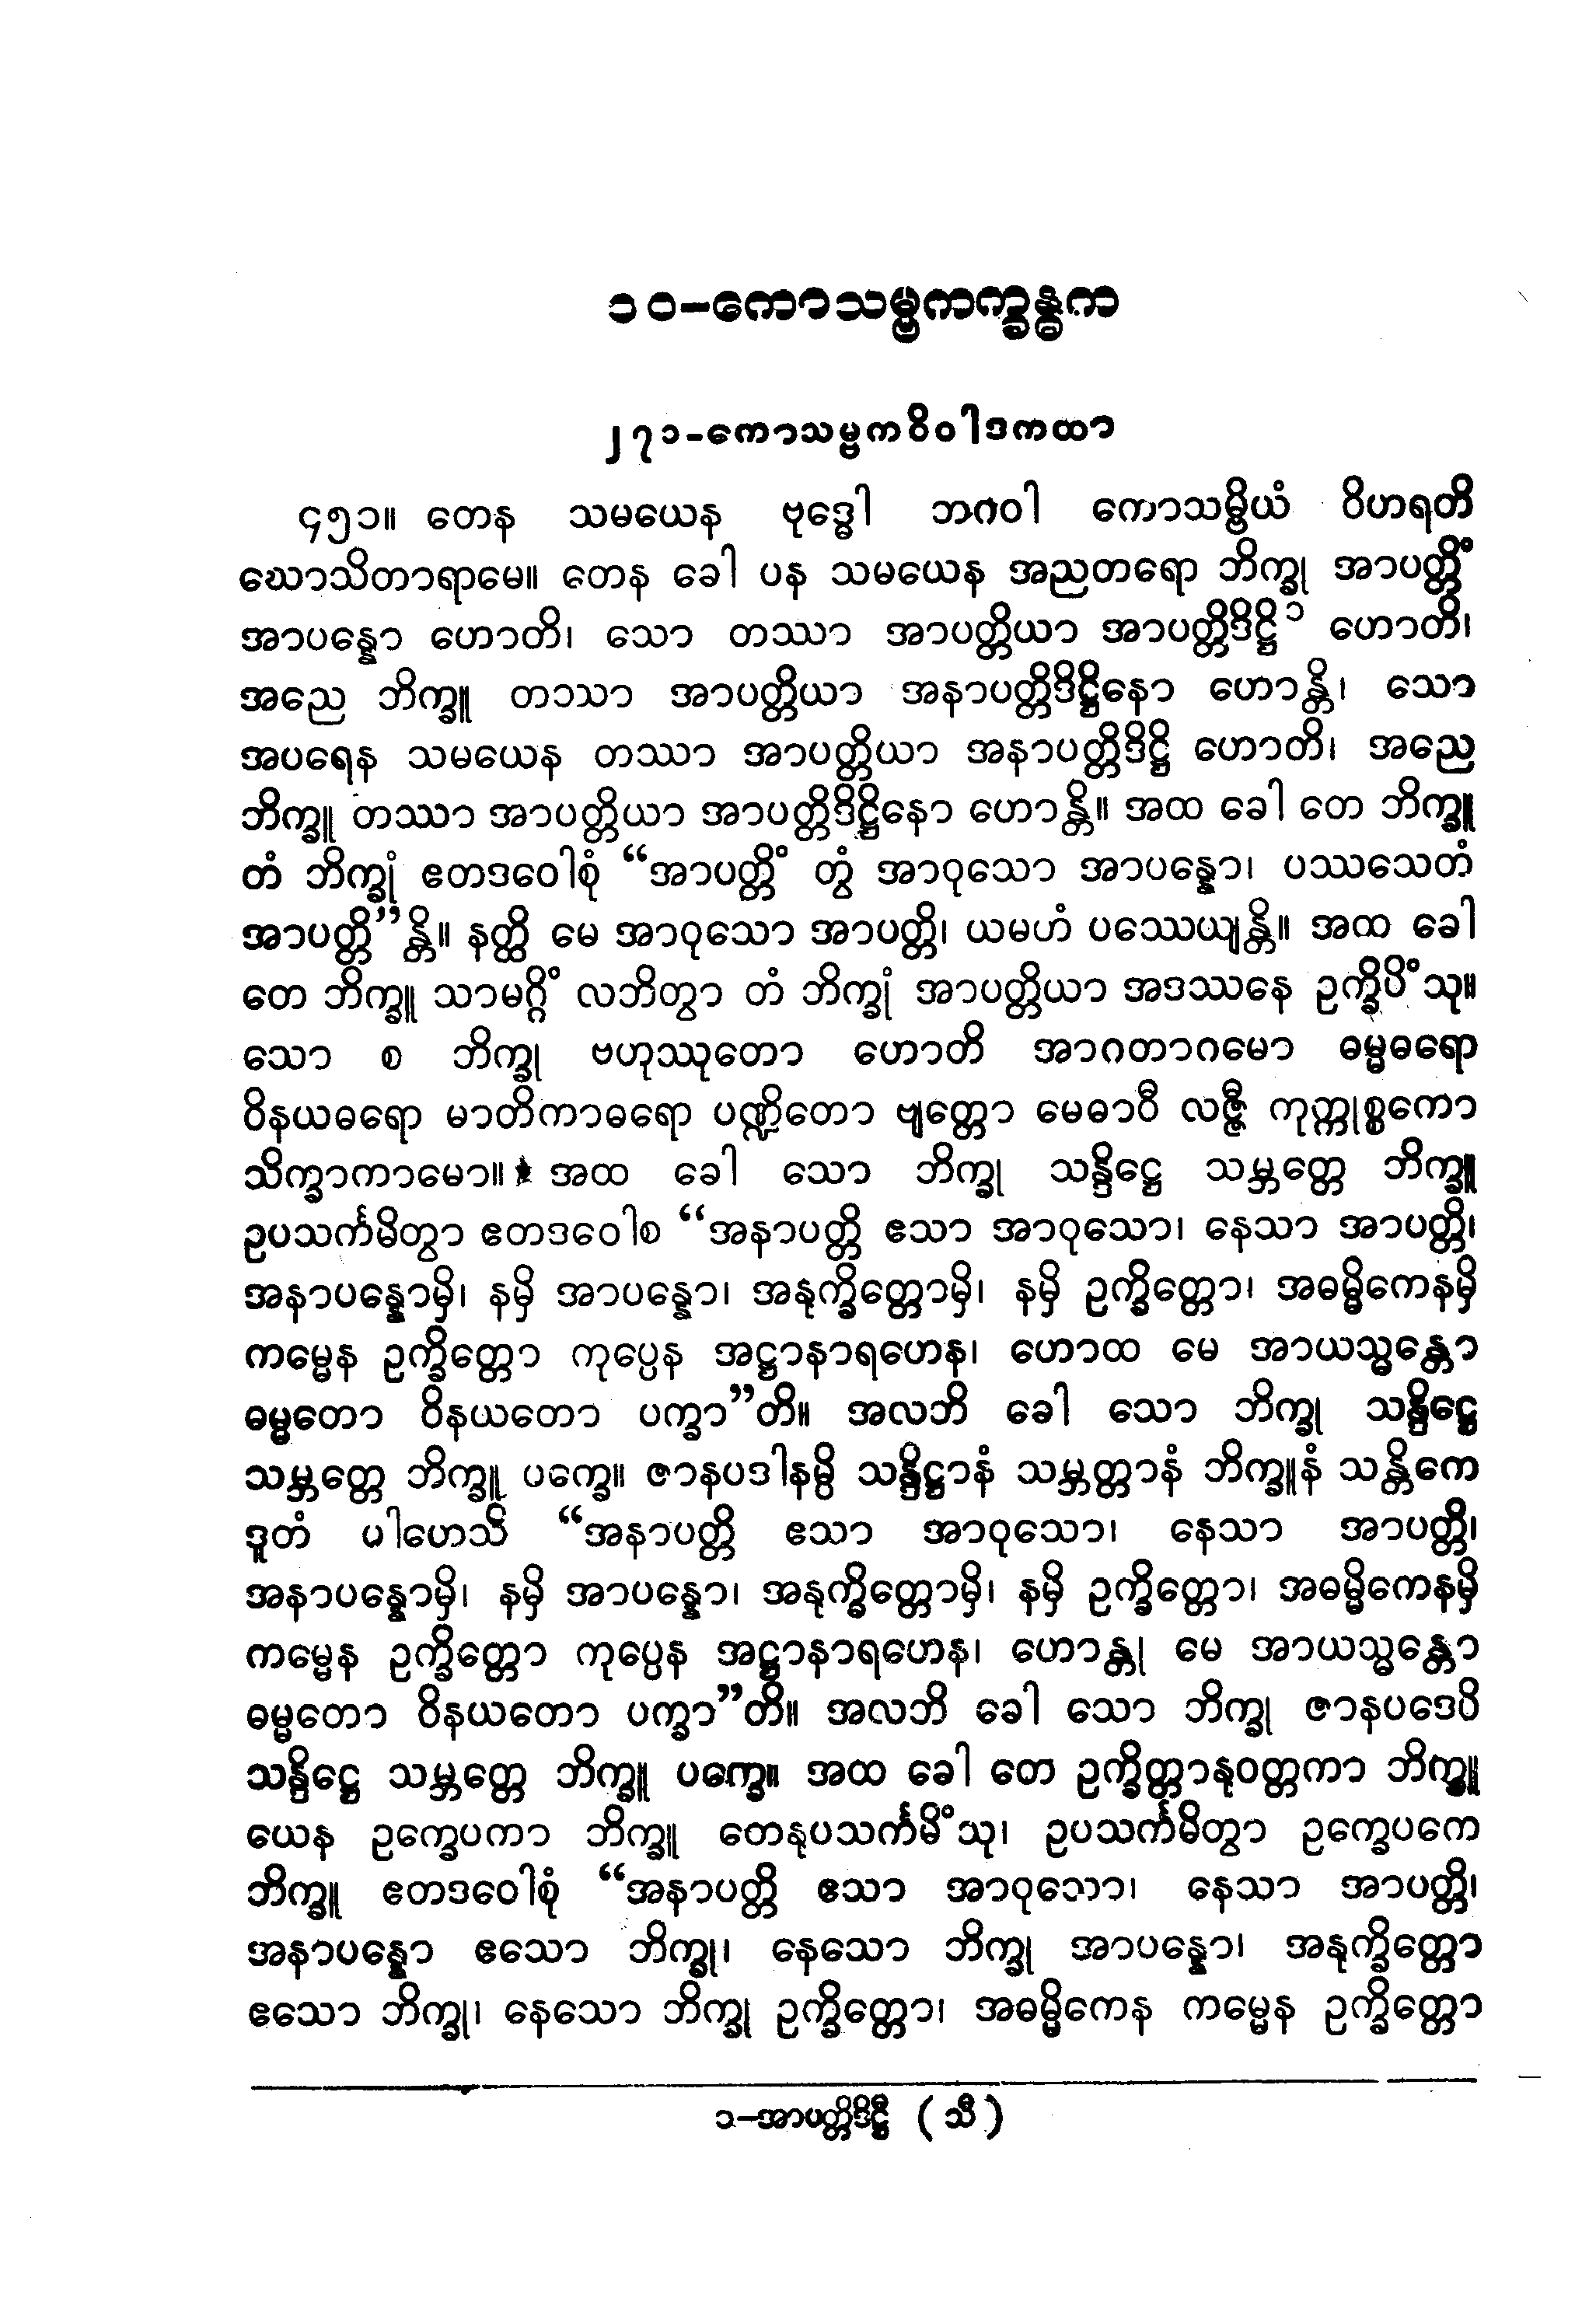 ၁၀–ကောသမ္ဗကက္ခန္ဓက
၂၇၁–ကောသမ္ဗကဝိဝါဒကထာ
၄၅၁။ တေန သမယေန ဗုဒ္ဓေါ ဘဂဝါ ကောသမ္ဗိယံ ဝိဟရတိ
ဃောသိတာရာမေ။ တေန ခေါ ပန သမယေန အညတရော ဘိက္ခု အာပတ္တိံ
အာပန္နော ဟောတိ၊ သော တဿာ အာပတ္တိယာ အာပတ္တိဒိဋ္ဌိ ၁ ဟောတိ၊
အညေ ဘိက္ခူ တဿာ အာပတ္တိယာ အနာပတ္တိဒိဋ္ဌိနော ဟောန္တိ၊ သော
အပရေန သမယေန တဿာ အာပတ္တိယာ အနာပတ္တိဒိဋ္ဌိ ဟောတိ၊ အညေ
ဘိက္ခူ တဿာ အာပတ္တိယာ အာပတ္တိဒိဋ္ဌိနော ဟောန္တိ။ အထ ခေါ တေ ဘိက္ခူ
တံ ဘိက္ခုံ ဧတဒဝေါစုံ “အာပတ္တိံ တွံ အာဝုသော အာပန္နော၊ ပဿသေတံ
အာပတ္တိ”န္တိ။ နတ္ထိ မေ အာဝုသော အာပတ္တိ၊ ယမဟံ ပဿေယျန္တိ။ အထ ခေါ
တေ ဘိက္ခူ သာမဂ္ဂိံ လဘိတွာ တံ ဘိက္ခုံ အာပတ္တိယာ အဒဿနေ ဥက္ခိပိံသု။
သော စ ဘိက္ခု ဗဟုဿုတော ဟောတိ အာဂတာဂမော ဓမ္မဓရော
ဝိနယဓရော မာတိကာဓရော ပဏ္ဍိတော ဗျတ္တော မေဓာဝီ လဇ္ဇီ ကုက္ကုစ္စကော
သိက္ခာကာမော။★ အထ ခေါ သော ဘိက္ခု သန္ဒိဋ္ဌေ သမ္ဘတ္တေ ဘိက္ခူ
ဥပသင်္ကမိတွာ ဧတဒဝေါစ “အနာပတ္တိ ဧသာ အာဝုသော၊ နေသာ အာပတ္တိ၊
အနာပန္နောမှိ၊ နမှိ အာပန္နော၊ အနုက္ခိတ္တောမှိ၊ နမှိ ဥက္ခိတ္တော၊ အဓမ္မိကေနမှိ
ကမ္မေန ဥက္ခိတ္တော ကုပ္ပေန အဋ္ဌာနာရဟေန၊ ဟောထ မေ အာယသ္မန္တော
ဓမ္မတော ဝိနယတော ပက္ခာ”တိ။ အလဘိ ခေါ သော ဘိက္ခု သန္ဒိဋ္ဌေ
သမ္ဘတ္တေ ဘိက္ခူ ပက္ခေ။ ဇာနပဒါနမ္ပိ သန္ဒိဋ္ဌာနံ သမ္ဘတ္တာနံ ဘိက္ခူနံ သန္တိကေ
ဒူတံ ပါဟေသိ “အနာပတ္တိ ဧသာ အာဝုသော၊ နေသာ အာပတ္တိ၊
အနာပန္နောမှိ၊ နမှိ အာပန္နော၊ အနုက္ခိတ္တောမှိ၊ နမှိ ဥက္ခိတ္တော၊ အဓမ္မိကေနမှိ
ကမ္မေန ဥက္ခိတ္တော ကုပ္ပေန အဋ္ဌာနာရဟေန၊ ဟောန္တု မေ အာယသ္မန္တော
ဓမ္မတော ဝိနယတော ပက္ခာ”တိ။ အလဘိ ခေါ သော ဘိက္ခု ဇာနပဒေပိ
သန္ဒိဋ္ဌေ သမ္ဘတ္တေ ဘိက္ခူ ပက္ခေ။ အထ ခေါ တေ ဥက္ခိတ္တာနုဝတ္တကာ ဘိက္ခူ
ယေန ဥက္ခေပကာ ဘိက္ခူ တေနုပသင်္ကမိံသု၊ ဥပသင်္ကမိတွာ ဥက္ခေပကေ
ဘိက္ခူ ဧတဒဝေါစုံ “အနာပတ္တိ ဧသာ အာဝုသော၊ နေသာ အာပတ္တိ၊
အနာပန္နော ဧသော ဘိက္ခု၊ နေသော ဘိက္ခု အာပန္နော၊ အနုက္ခိတ္တော
ဧသော ဘိက္ခု၊ နေသော ဘိက္ခု ဥက္ခိတ္တော၊ အဓမ္မိကေန ကမ္မေန ဥက္ခိတ္တော
၁–အာပတ္တိဒိဋ္ဌီ (သီ)